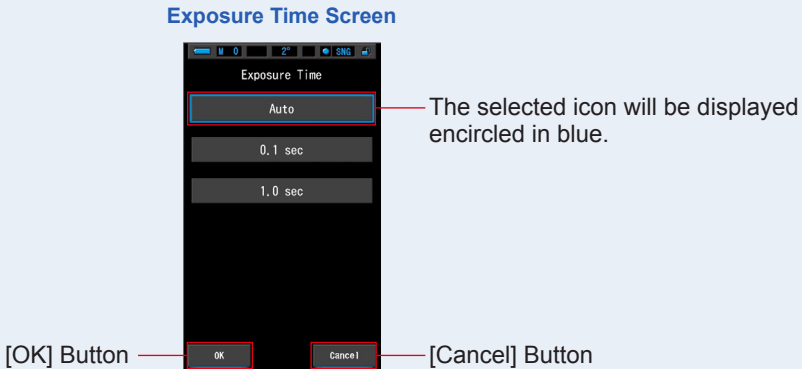 Exposure Time Screen
M 0 2° SNG
Exposure Time
Auto
The selected icon will be displayed
encircled in blue.
0.1 sec
1.0 sec
[OK] Button
OK
Cancel
[Cancel] Button